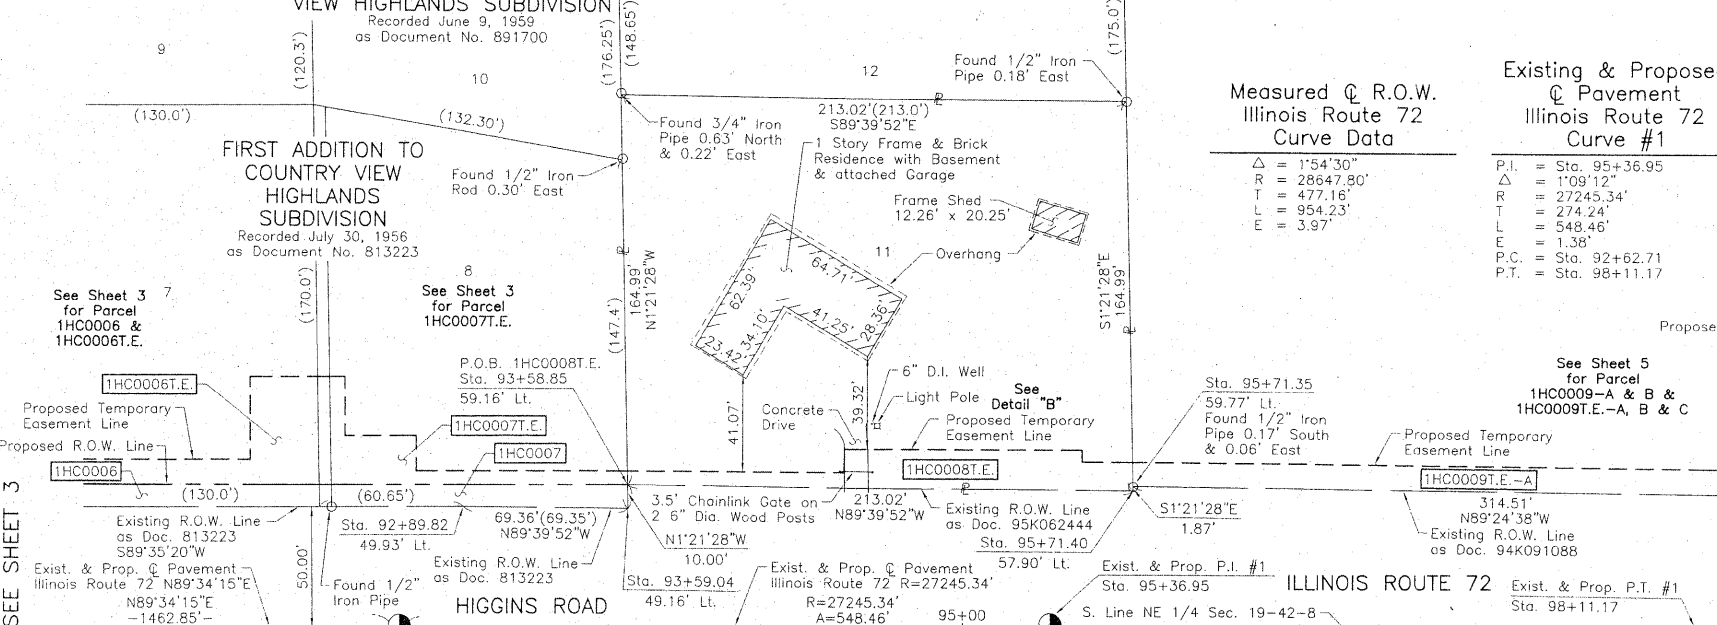 VIEW HIGHLANDS SUBDIVISION
Recorded June 9, 1959
as Document No. 891700
9
(120.3')
10
(176.25')
(148.65')
12
(175.0')
Found 1/2" Iron
Pipe 0.18' East
213.02'(213.0')
S89°39'52"E
(130.0')
(132.30')
Found 3/4" Iron
Pipe 0.63' North
& 0.22' East
Found 1/2" Iron
Rod 0.30' East
FIRST ADDITION TO
COUNTRY VIEW
HIGHLANDS
SUBDIVISION
Recorded July 30, 1956
as Document No. 813223
1 Story Frame & Brick
Residence with Basement
& attached Garage
Frame Shed
12.26' x 20.25'
11
Overhang
64.71'
62.39'
41.25'
28.36'
34.10'
23.42'
Measured ℄ R.O.W.
Illinois Route 72
Curve Data
△ = 1°54'30"
R = 28647.80'
T = 477.16'
L = 954.23'
E = 3.97'
Existing & Propose
℄ Pavement
Illinois Route 72
Curve #1
P.I. = Sta. 95+36.95
△ = 1°09'12"
R = 27245.34'
T = 274.24'
L = 548.46'
E = 1.38'
P.C. = Sta. 92+62.71
P.T. = Sta. 98+11.17
See Sheet 3
for Parcel
1HC0006 &
1HC0006T.E.
7
(170.0')
8
See Sheet 3
for Parcel
1HC0007T.E.
(147.4')
164.99'
N1°21'28"W
S1°21'28"E
164.99'
Propose
See Sheet 5
for Parcel
1HC0009-A & B &
1HC0009T.E.-A, B & C
1HC0006T.E.
Proposed Temporary
Easement Line
Proposed R.O.W. Line
1HC0006
P.O.B. 1HC0008T.E.
Sta. 93+58.85
59.16' Lt.
1HC0007T.E.
1HC0007
41.07'
Concrete
Drive
39.32'
6" D.I. Well
Light Pole
See
Detail "B"
Proposed Temporary
Easement Line
1HC0008T.E.
Sta. 95+71.35
59.77' Lt.
Found 1/2" Iron
Pipe 0.17' South
& 0.06' East
Proposed Temporary
Easement Line
1HC0009T.E.-A
(130.0')
(60.65')
3.5' Chainlink Gate on
2 6" Dia. Wood Posts
213.02'
N89°39'52"W
Existing R.O.W. Line
as Doc. 95K062444
Sta. 95+71.40
57.90' Lt.
S1°21'28"E
1.87'
314.51'
N89°24'38"W
Existing R.O.W. Line
as Doc. 94K091088
SEE SHEET 3
Existing R.O.W. Line
as Doc. 813223
S89°35'20"W
Sta. 92+89.82
49.93' Lt.
69.36'(69.35')
N89°39'52"W
N1°21'28"W
10.00'
Existing R.O.W. Line
as Doc. 813223
Exist. & Prop. ℄ Pavement
Illinois Route 72 N89°34'15"E
N89°34'15"E
-1462.85'-
50.00'
Found 1/2"
Iron Pipe
HIGGINS ROAD
Sta. 93+59.04
49.16' Lt.
Exist. & Prop. ℄ Pavement
Illinois Route 72 R=27245.34'
R=27245.34'
A=548.46'
95+00
Exist. & Prop. P.I. #1
Sta. 95+36.95
ILLINOIS ROUTE 72
Exist. & Prop. P.T. #1
Sta. 98+11.17
S. Line NE 1/4 Sec. 19-42-8